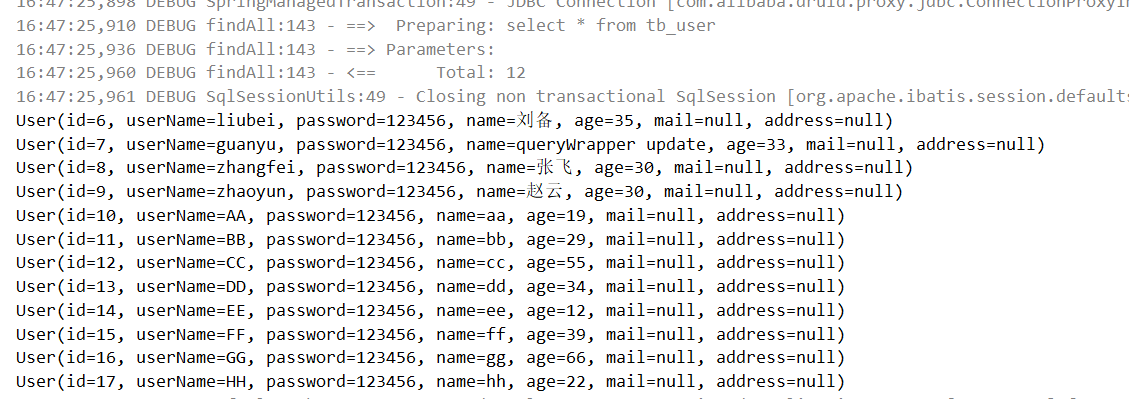 16:47:25,898 DEBUG SpringManagedTransaction:49 - JDBC Connection [com.alibaba.druid.proxy.jdbc.ConnectionProxyIm
16:47:25,910 DEBUG findAll:143 - ==>  Preparing: select * from tb_user
16:47:25,936 DEBUG findAll:143 - ==> Parameters:
16:47:25,960 DEBUG findAll:143 - <==      Total: 12
16:47:25,961 DEBUG SqlSessionUtils:49 - Closing non transactional SqlSession [org.apache.ibatis.session.defaults
User(id=6, userName=liubei, password=123456, name=刘备, age=35, mail=null, address=null)
User(id=7, userName=guanyu, password=123456, name=queryWrapper update, age=33, mail=null, address=null)
User(id=8, userName=zhangfei, password=123456, name=张飞, age=30, mail=null, address=null)
User(id=9, userName=zhaoyun, password=123456, name=赵云, age=30, mail=null, address=null)
User(id=10, userName=AA, password=123456, name=aa, age=19, mail=null, address=null)
User(id=11, userName=BB, password=123456, name=bb, age=29, mail=null, address=null)
User(id=12, userName=CC, password=123456, name=cc, age=55, mail=null, address=null)
User(id=13, userName=DD, password=123456, name=dd, age=34, mail=null, address=null)
User(id=14, userName=EE, password=123456, name=ee, age=12, mail=null, address=null)
User(id=15, userName=FF, password=123456, name=ff, age=39, mail=null, address=null)
User(id=16, userName=GG, password=123456, name=gg, age=66, mail=null, address=null)
User(id=17, userName=HH, password=123456, name=hh, age=22, mail=null, address=null)